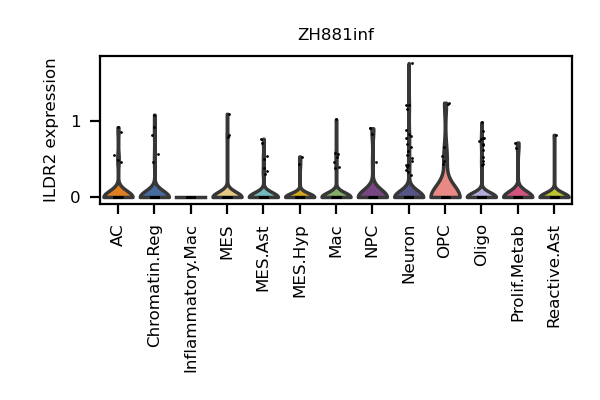 ZH881inf
ILDR2 expression
1
0
AC
Chromatin.Reg
Inflammatory.Mac
MES
MES.Ast
MES.Hyp
Mac
NPC
Neuron
OPC
Oligo
Prolif.Metab
Reactive.Ast